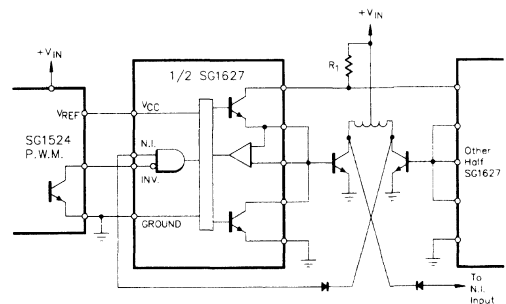 +VIN
+VIN
1/2 SG1627
R1
VREF
VCC
SG1524
P.W.M.
N.I.
INV.
GROUND
Other
Half
SG1627
To
N.I.
Input